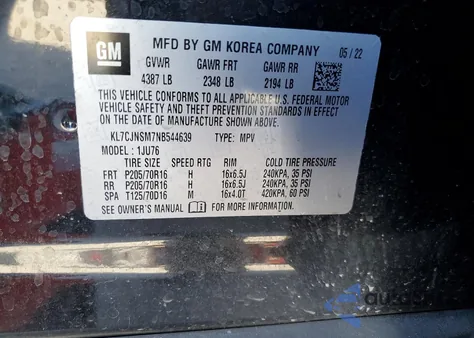 GM MFD BY GM KOREA COMPANY 05/22
GVWR GAWR FRT GAWR RR
4387 LB 2348 LB 2194 LB
THIS VEHICLE CONFORMS TO ALL APPLICABLE U.S. FEDERAL MOTOR
VEHICLE SAFETY AND THEFT PREVENTION STANDARDS IN EFFECT
ON THE DATE OF MANUFACTURE SHOWN ABOVE.
KL7CJNSM7NB544639 TYPE: MPV
MODEL: 1JU76
TIRE SIZE SPEED RTG RIM COLD TIRE PRESSURE
FRT P205/70R16 H 16x6.5J 240KPA, 35 PSI
RR P205/70R16 H 16x6.5J 240KPA, 35 PSI
SPA T125/70D16 M 16x4.0T 420KPA, 60 PSI
SEE OWNER'S MANUAL FOR MORE INFORMATION